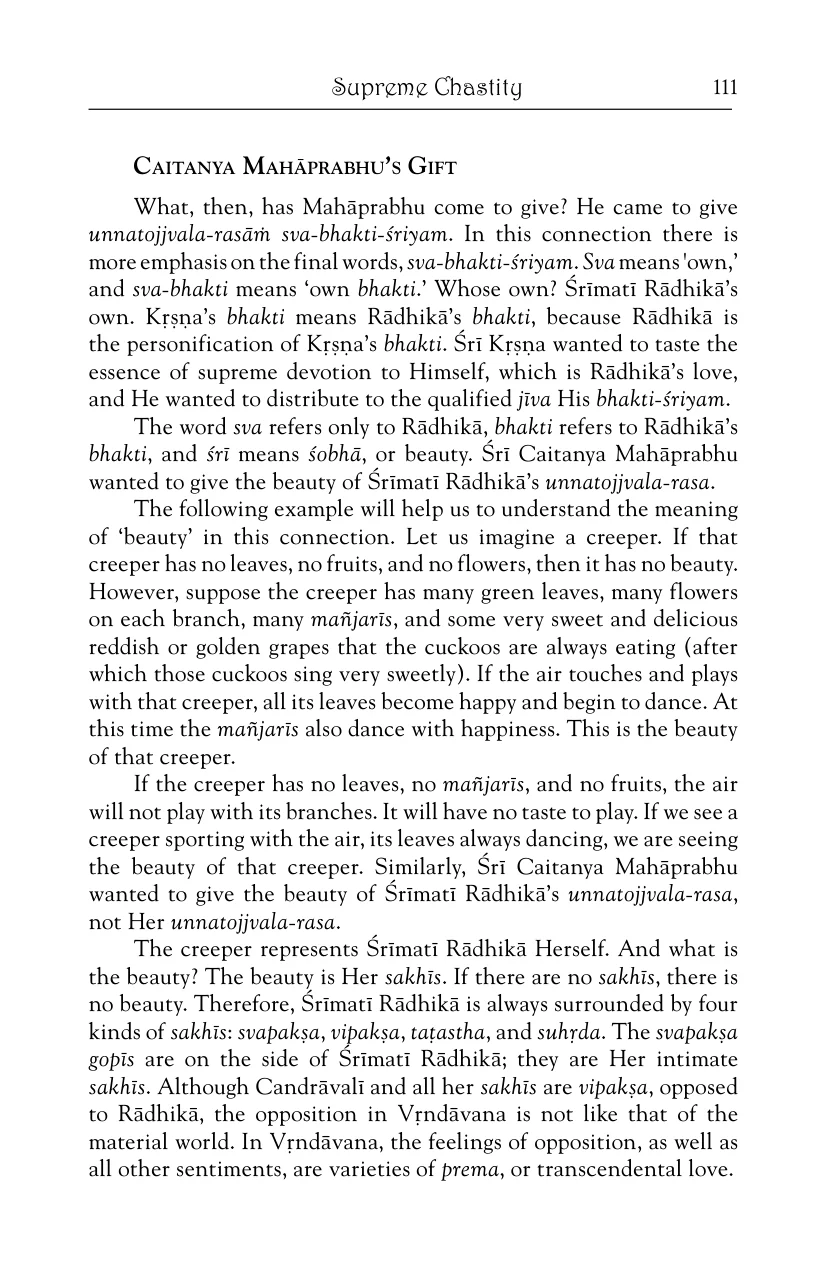 Supreme Chastity 111
Caitanya Mahāprabhu's Gift
What, then, has Mahāprabhu come to give? He came to give
unnatojjvala-rasāṁ sva-bhakti-śriyam. In this connection there is
more emphasis on the final words, sva-bhakti-śriyam. Sva means 'own,'
and sva-bhakti means ‘own bhakti.’ Whose own? Śrīmatī Rādhikā’s
own. Kṛṣṇa’s bhakti means Rādhikā’s bhakti, because Rādhikā is
the personification of Kṛṣṇa’s bhakti. Śrī Kṛṣṇa wanted to taste the
essence of supreme devotion to Himself, which is Rādhikā’s love,
and He wanted to distribute to the qualified jīva His bhakti-śriyam.
The word sva refers only to Rādhikā, bhakti refers to Rādhikā’s
bhakti, and śrī means śobhā, or beauty. Śrī Caitanya Mahāprabhu
wanted to give the beauty of Śrīmatī Rādhikā’s unnatojjvala-rasa.
The following example will help us to understand the meaning
of ‘beauty’ in this connection. Let us imagine a creeper. If that
creeper has no leaves, no fruits, and no flowers, then it has no beauty.
However, suppose the creeper has many green leaves, many flowers
on each branch, many mañjarīs, and some very sweet and delicious
reddish or golden grapes that the cuckoos are always eating (after
which those cuckoos sing very sweetly). If the air touches and plays
with that creeper, all its leaves become happy and begin to dance. At
this time the mañjarīs also dance with happiness. This is the beauty
of that creeper.
If the creeper has no leaves, no mañjarīs, and no fruits, the air
will not play with its branches. It will have no taste to play. If we see a
creeper sporting with the air, its leaves always dancing, we are seeing
the beauty of that creeper. Similarly, Śrī Caitanya Mahāprabhu
wanted to give the beauty of Śrīmatī Rādhikā’s unnatojjvala-rasa,
not Her unnatojjvala-rasa.
The creeper represents Śrīmatī Rādhikā Herself. And what is
the beauty? The beauty is Her sakhīs. If there are no sakhīs, there is
no beauty. Therefore, Śrīmatī Rādhikā is always surrounded by four
kinds of sakhīs: svapakṣa, vipakṣa, taṭastha, and suhṛda. The svapakṣa
gopīs are on the side of Śrīmatī Rādhikā; they are Her intimate
sakhīs. Although Candrāvalī and all her sakhīs are vipakṣa, opposed
to Rādhikā, the opposition in Vṛndāvana is not like that of the
material world. In Vṛndāvana, the feelings of opposition, as well as
all other sentiments, are varieties of prema, or transcendental love.